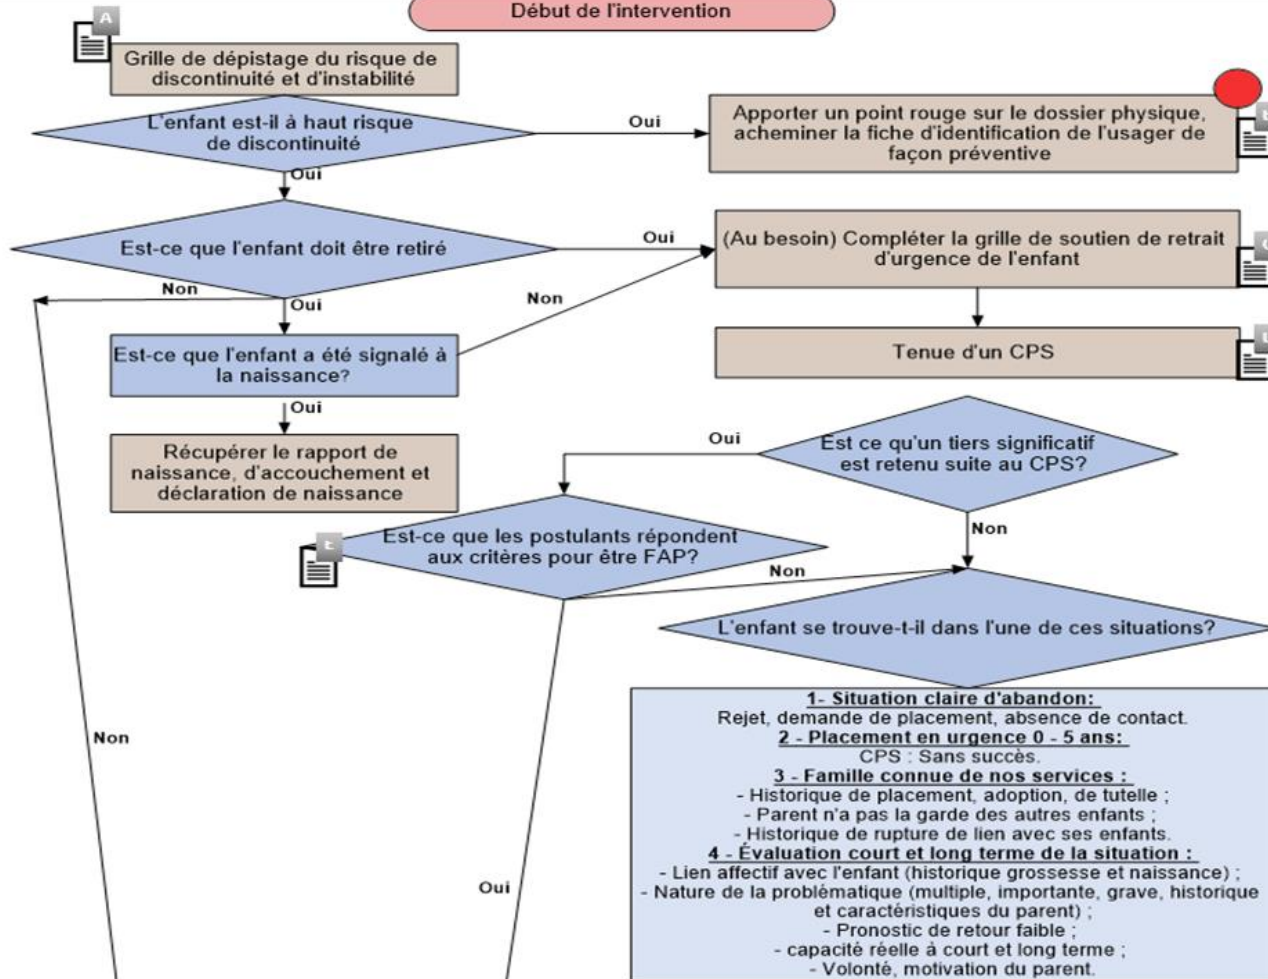 Début de l'intervention
A
Grille de dépistage du risque de
discontinuité et d'instabilité
L'enfant est-il à haut risque
de discontinuité
Oui
Apporter un point rouge sur le dossier physique,
acheminer la fiche d'identification de l'usager de
façon préventive
Oui
Est-ce que l'enfant doit être retiré
Oui
(Au besoin) Compléter la grille de soutien de retrait
d'urgence de l'enfant
Non
Oui
Non
Est-ce que l'enfant a été signalé à
la naissance?
Tenue d'un CPS
Oui
Récupérer le rapport de
naissance, d'accouchement et
déclaration de naissance
Oui
Est ce qu'un tiers significatif
est retenu suite au CPS?
Non
Est-ce que les postulants répondent
aux critères pour être FAP?
Non
L'enfant se trouve-t-il dans l'une de ces situations?
1- Situation claire d'abandon:
Rejet, demande de placement, absence de contact.
2 - Placement en urgence 0 - 5 ans:
CPS : Sans succès.
3 - Famille connue de nos services :
- Historique de placement, adoption, de tutelle ;
- Parent n'a pas la garde des autres enfants ;
- Historique de rupture de lien avec ses enfants.
4 - Évaluation court et long terme de la situation :
- Lien affectif avec l'enfant (historique grossesse et naissance) ;
- Nature de la problématique (multiple, importante, grave, historique
et caractéristiques du parent) ;
- Pronostic de retour faible ;
- capacité réelle à court et long terme ;
- Volonté, motivation du parent.
Non
Oui